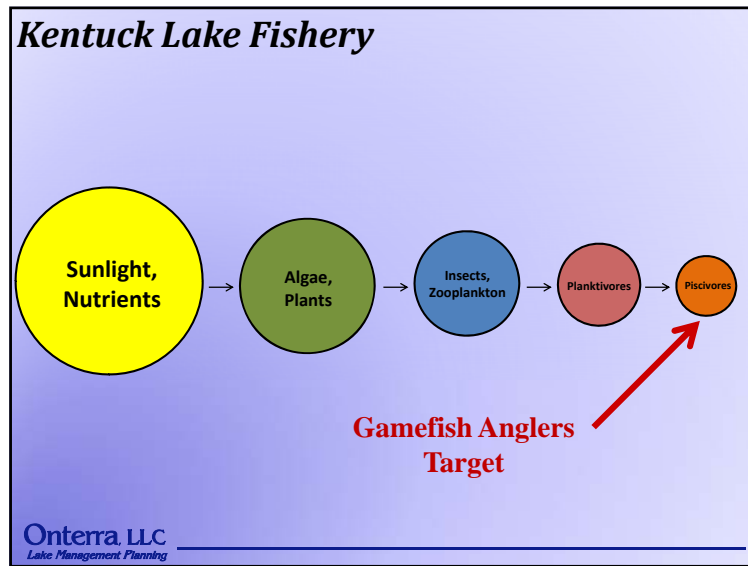 Kentuck Lake Fishery
Sunlight,
Nutrients
Algae,
Plants
Insects,
Zooplankton
Planktivores
Piscivores
Gamefish Anglers
Target
Onterra, LLC
Lake Management Planning